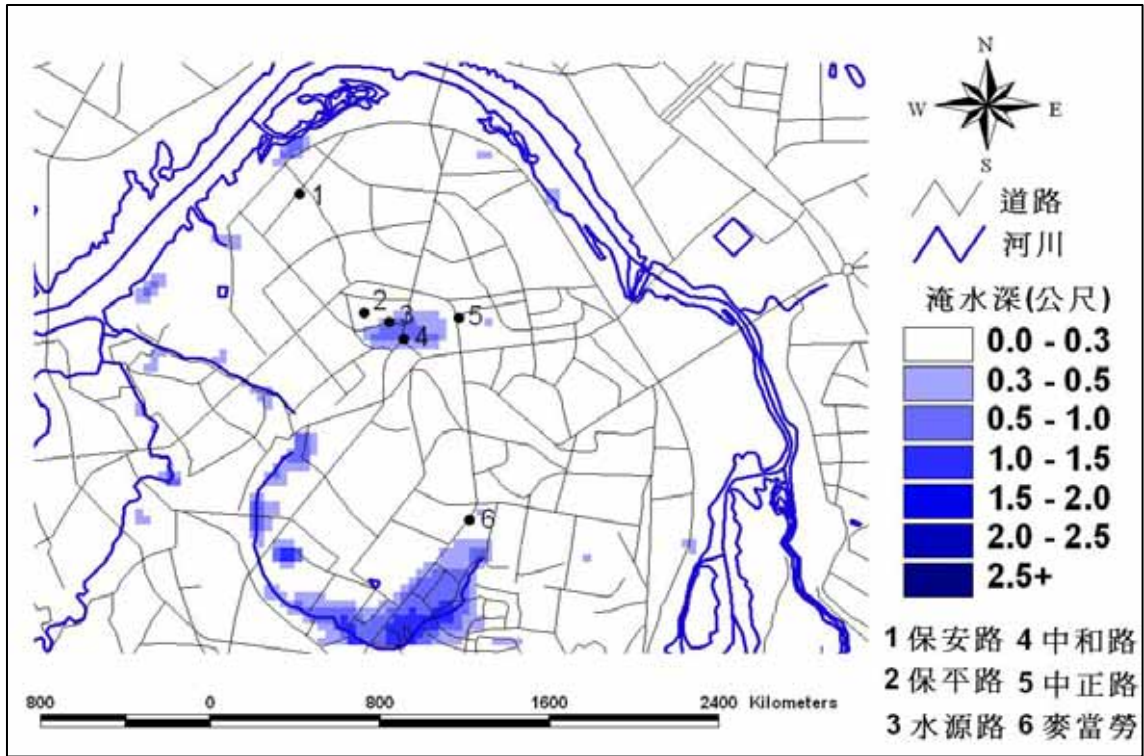 N
W E
S
道路
河川
淹水深(公尺)
0.0 - 0.3
0.3 - 0.5
0.5 - 1.0
1.0 - 1.5
1.5 - 2.0
2.0 - 2.5
2.5+
1
2
3
4
5
6
1 保安路 4 中和路
2 保平路 5 中正路
3 水源路 6 麥當勞
800 0 800 1600 2400 Kilometers